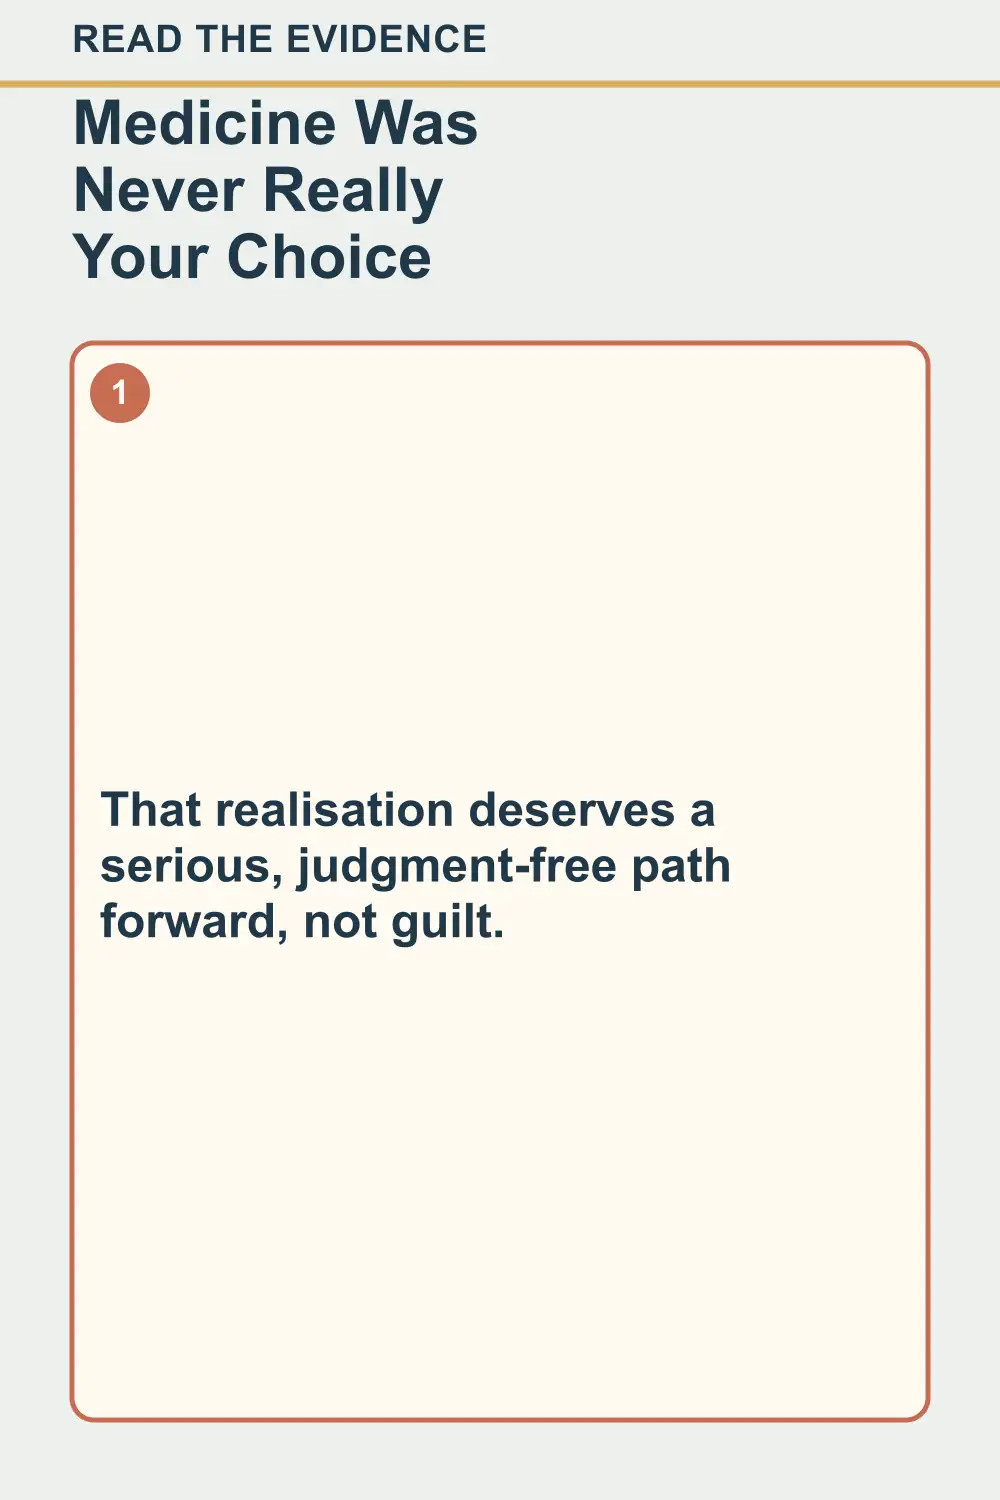 READ THE EVIDENCE
Medicine Was
Never Really
Your Choice
1
That realisation deserves a
serious, judgment-free path
forward, not guilt.